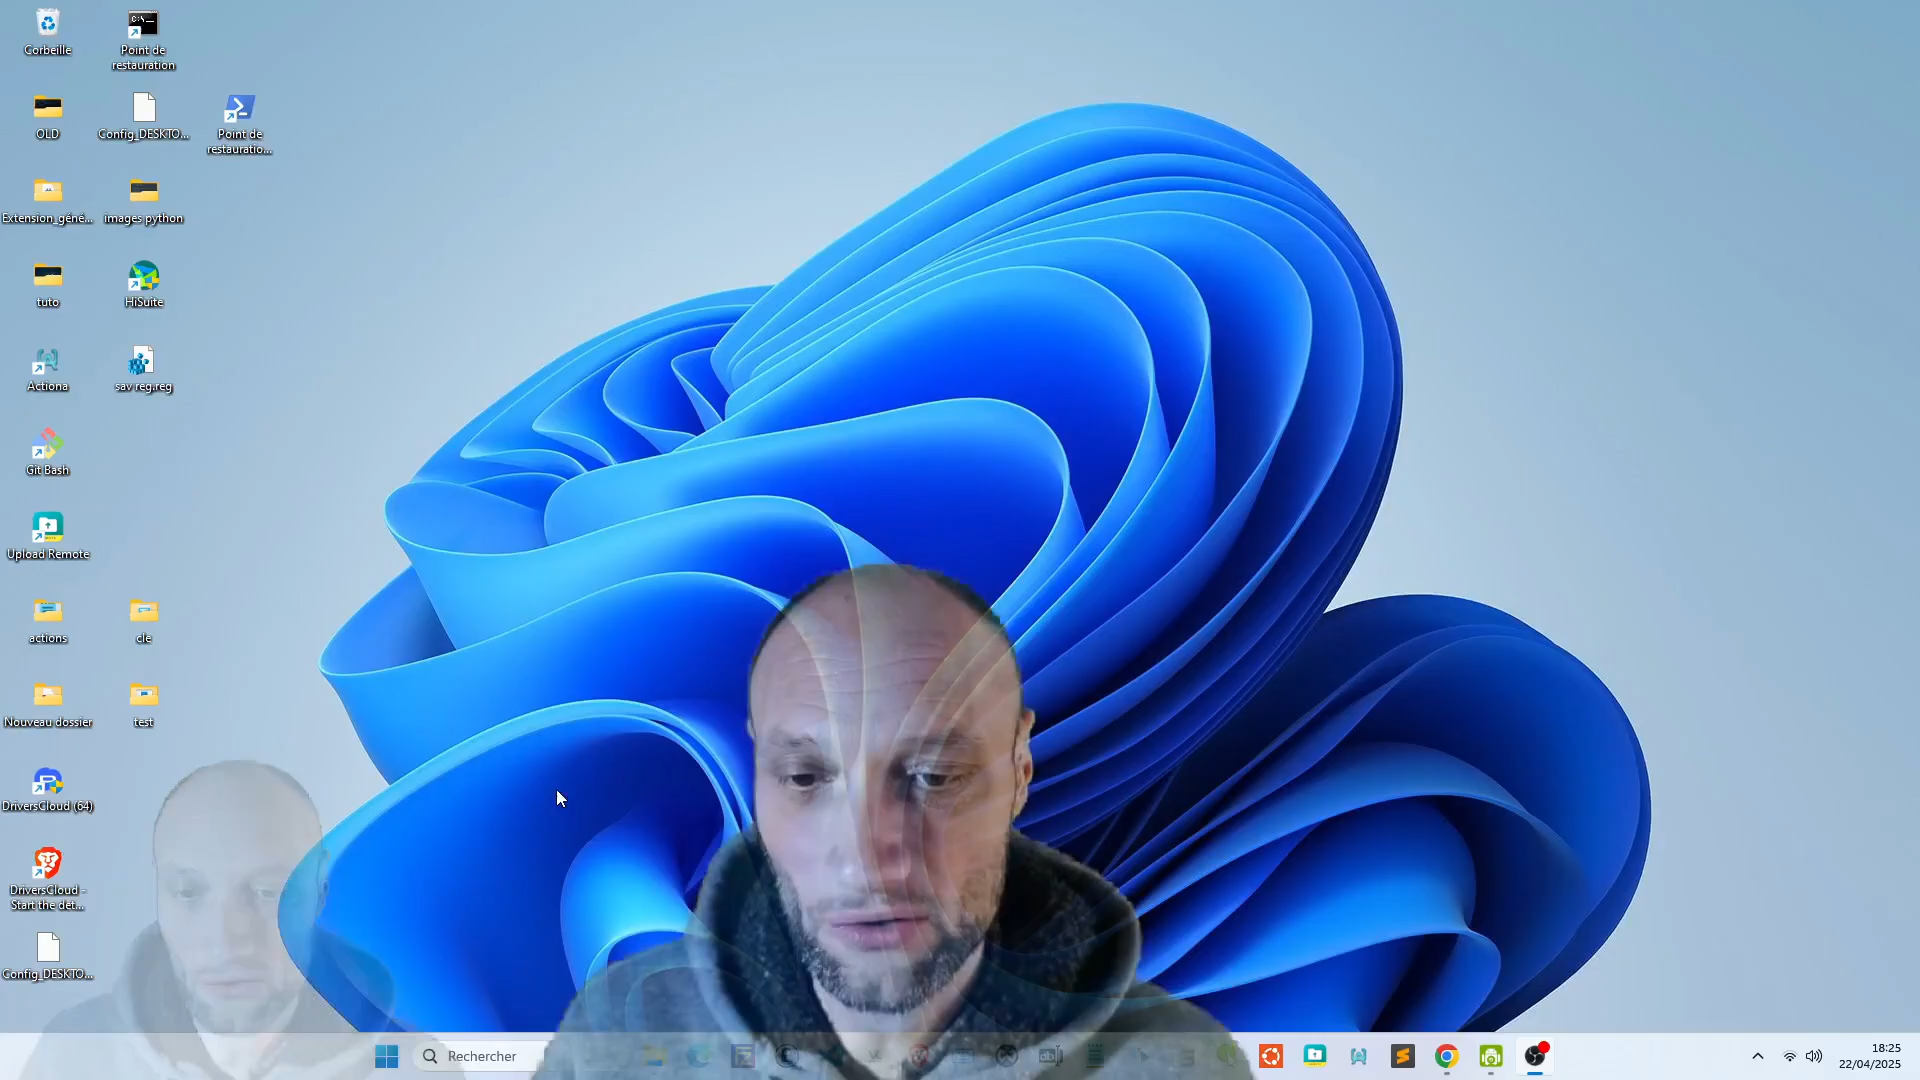 Corbeille
Point de
restauration
OLD
Config_DESKTO...
Point de
restauratio...
Extension_géné...
images python
tuto
HiSuite
Actiona
sav reg.reg
Git Bash
Upload Remote
actions
cle
Nouveau dossier
test
DriversCloud (64)
DriversCloud -
Start the det...
Config_DESKTO...
Rechercher
18:25
22/04/2025